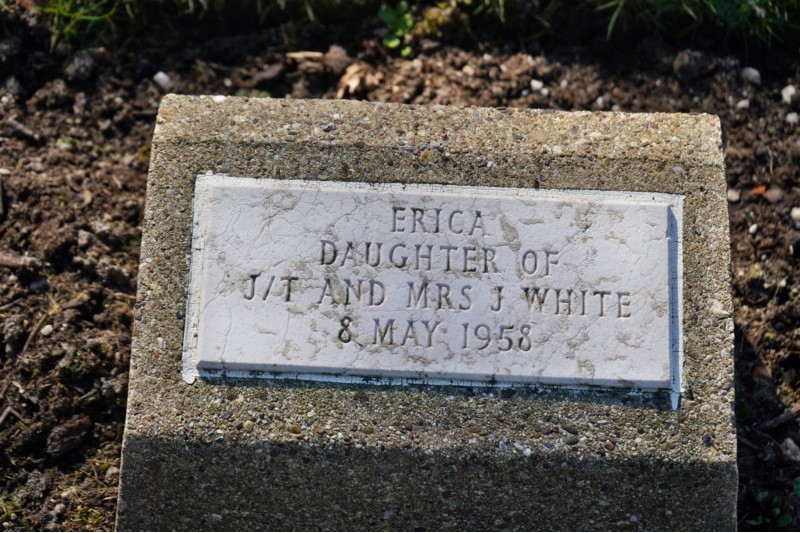 ERICA
DAUGHTER OF
J/T AND MRS J WHITE
8 MAY 1958